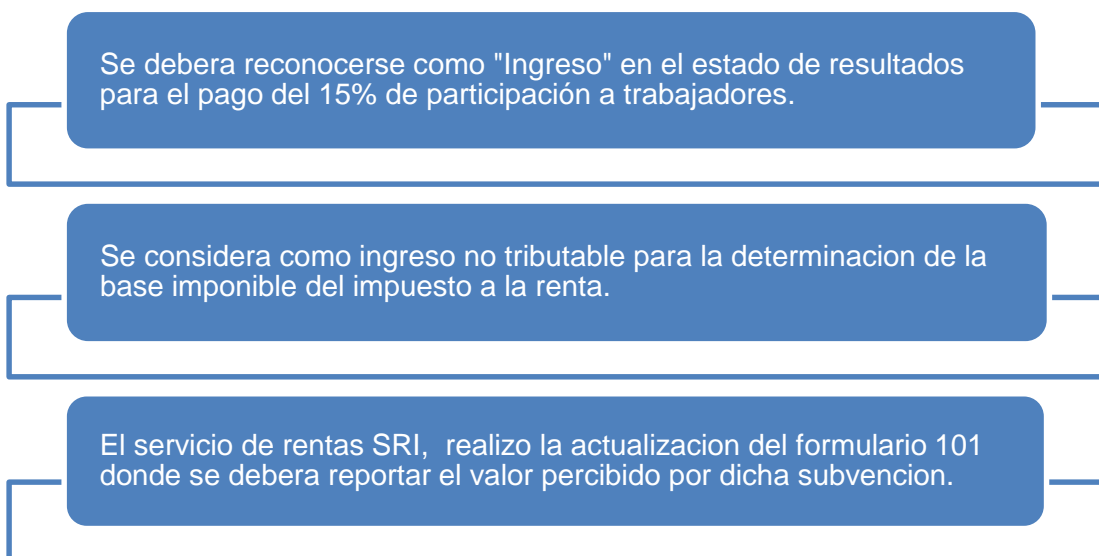 Se debera reconocerse como "Ingreso" en el estado de resultados
para el pago del 15% de participación a trabajadores.
Se considera como ingreso no tributable para la determinacion de la
base imponible del impuesto a la renta.
El servicio de rentas SRI, realizo la actualizacion del formulario 101
donde se debera reportar el valor percibido por dicha subvencion.